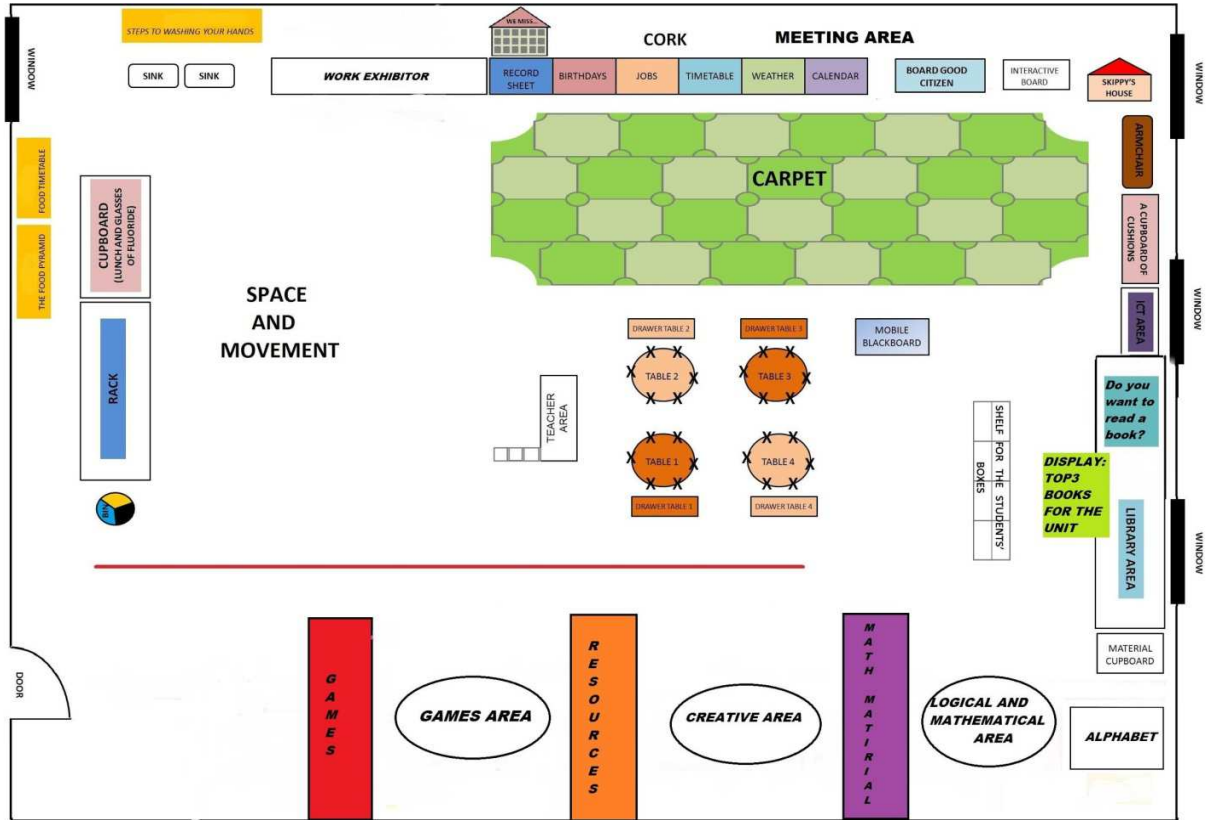 STEPS TO WASHING YOUR HANDS
WE MISS...
CORK
MEETING AREA
WINDOW
WINDOW
SINK
SINK
WORK EXHIBITOR
RECORD
SHEET
BIRTHDAYS
JOBS
TIMETABLE
WEATHER
CALENDAR
BOARD GOOD
CITIZEN
INTERACTIVE
BOARD
SKIPPY'S
HOUSE
ARMCHAIR
FOOD TIMETABLE
CARPET
CUPBOARD
(LUNCH AND GLASSES
OF FLUORIDE)
A CUPBOARD OF
CUSHIONS
THE FOOD PYRAMID
SPACE
AND
MOVEMENT
ICT AREA
WINDOW
DRAWER TABLE 2
DRAWER TABLE 3
MOBILE
BLACKBOARD
TABLE 2
TABLE 3
RACK
TEACHER
AREA
Do you
want to
read a
book?
SHELF FOR THE STUDENTS'
BOXES
TABLE 1
TABLE 4
DISPLAY:
TOP3
BOOKS
FOR THE
UNIT
DRAWER TABLE 1
DRAWER TABLE 4
BIN
LIBRARY AREA
WINDOW
MATERIAL
CUPBOARD
DOOR
GAMES
GAMES AREA
RESOURCES
CREATIVE AREA
MATH MATIRIAL
LOGICAL AND
MATHEMATICAL
AREA
ALPHABET